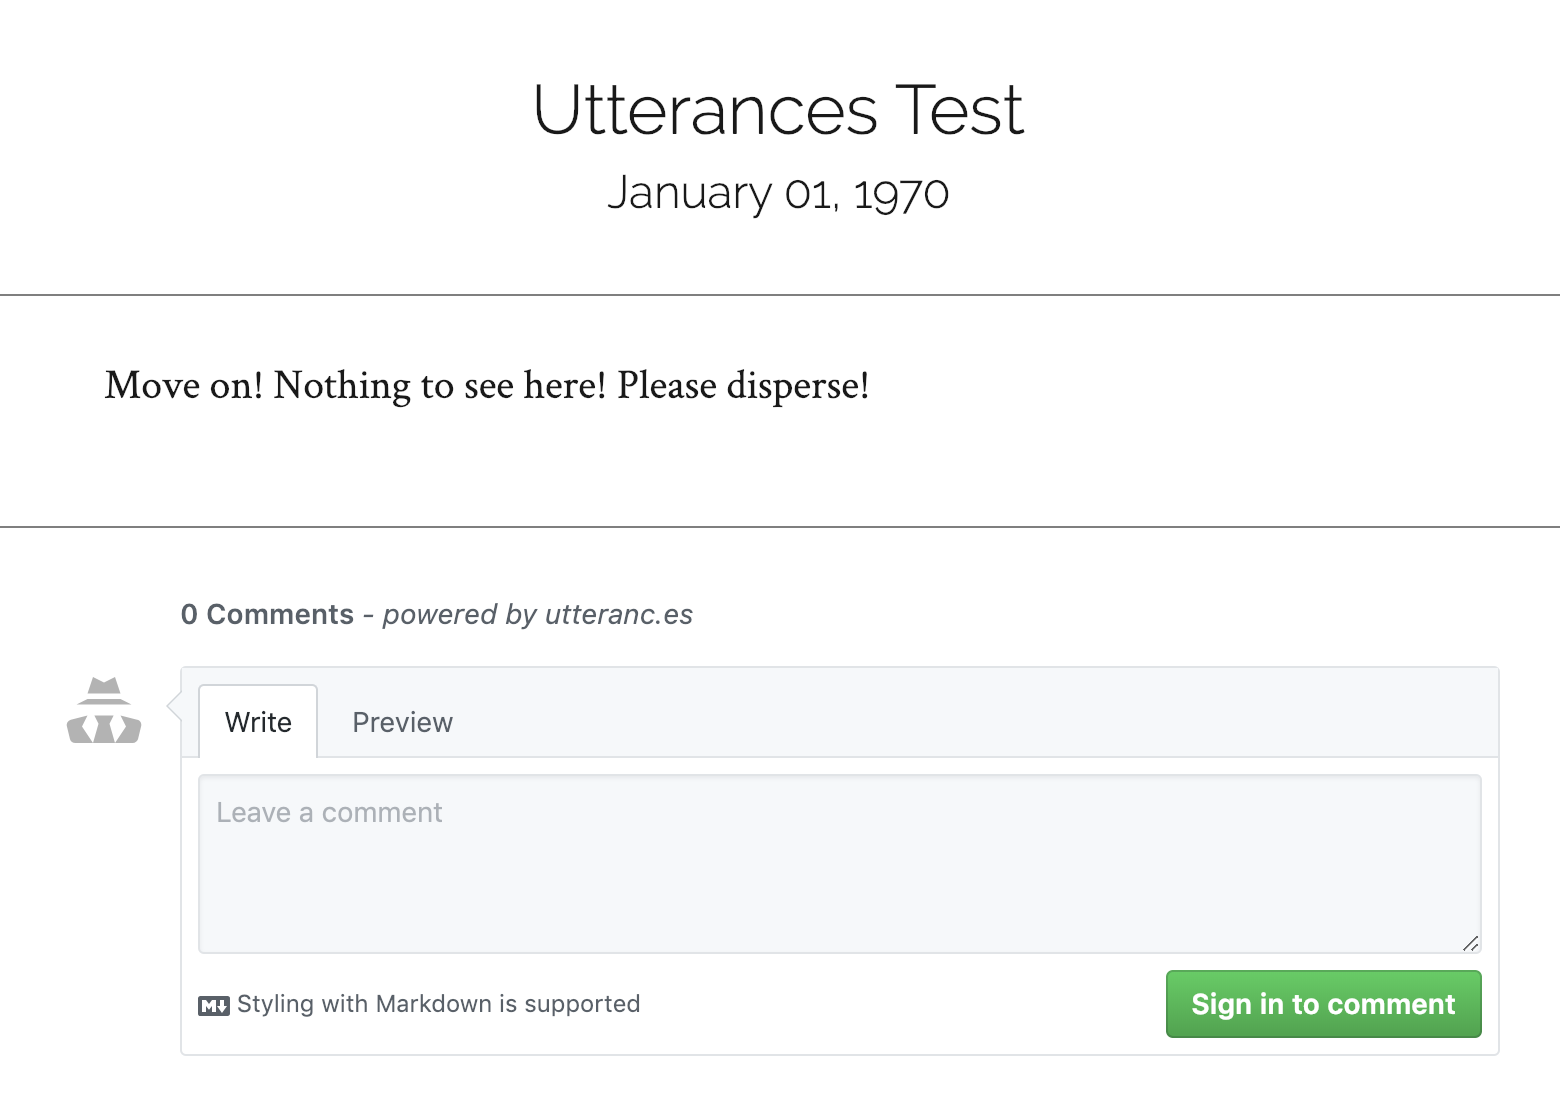 Utterances Test
January 01, 1970
Move on! Nothing to see here! Please disperse!
0 Comments - powered by utteranc.es
Write Preview
Leave a comment
M↓ Styling with Markdown is supported
Sign in to comment